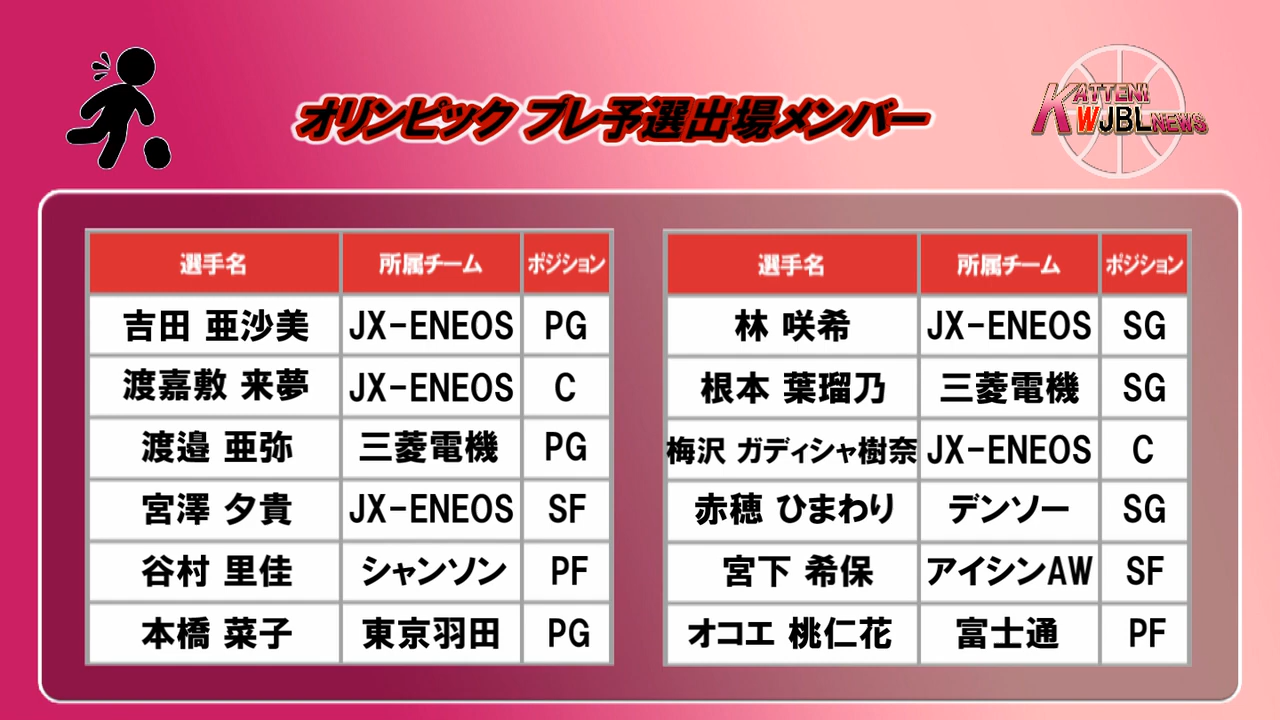 オリンピック プレ予選出場メンバー
KATTENI
WJBL NEWS
選手名 所属チーム ポジション
吉田 亜沙美 JX-ENEOS PG
渡嘉敷 来夢 JX-ENEOS C
渡邉 亜弥 三菱電機 PG
宮澤 夕貴 JX-ENEOS SF
谷村 里佳 シャンソン PF
本橋 菜子 東京羽田 PG
選手名 所属チーム ポジション
林 咲希 JX-ENEOS SG
根本 葉瑠乃 三菱電機 SG
梅沢 ガディシャ樹奈 JX-ENEOS C
赤穂 ひまわり デンソー SG
宮下 希保 アイシンAW SF
オコエ 桃仁花 富士通 PF